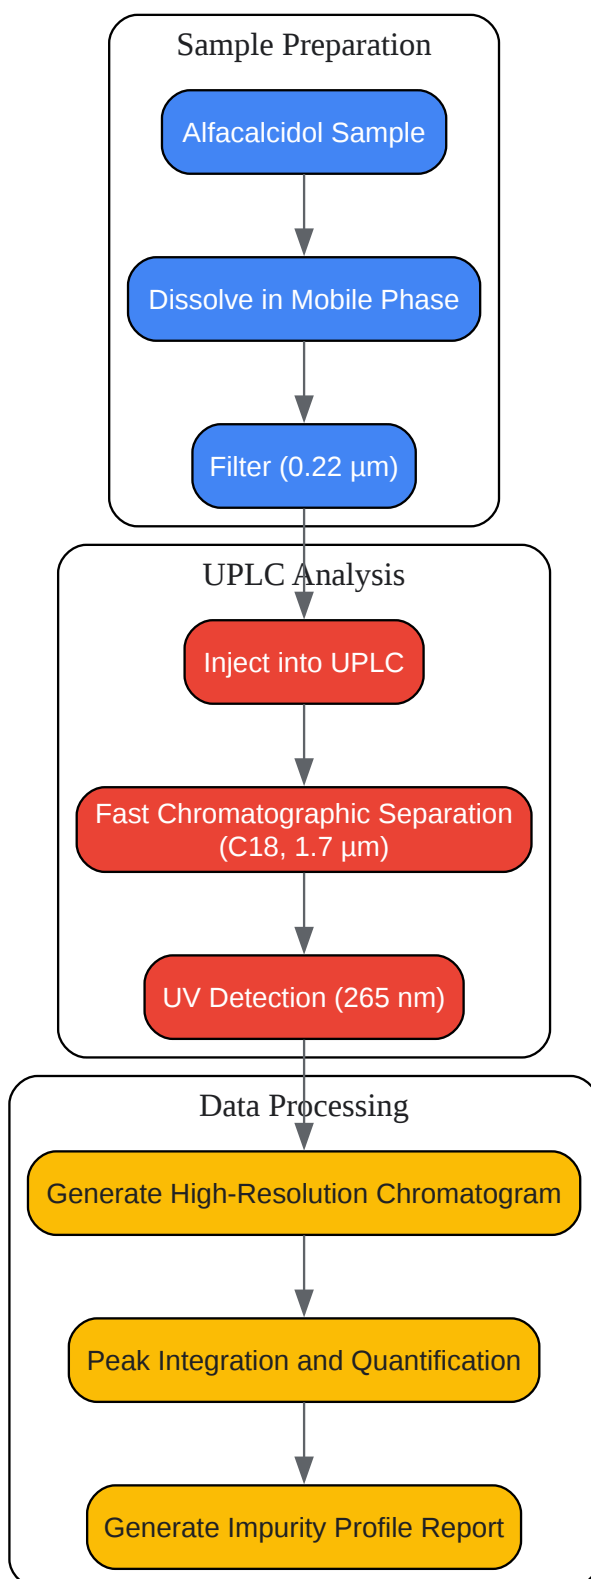 Sample Preparation
Alfacalcidol Sample
Dissolve in Mobile Phase
Filter (0.22 µm)
UPLC Analysis
Inject into UPLC
Fast Chromatographic Separation
(C18, 1.7 µm)
UV Detection (265 nm)
Data Processing
Generate High-Resolution Chromatogram
Peak Integration and Quantification
Generate Impurity Profile Report